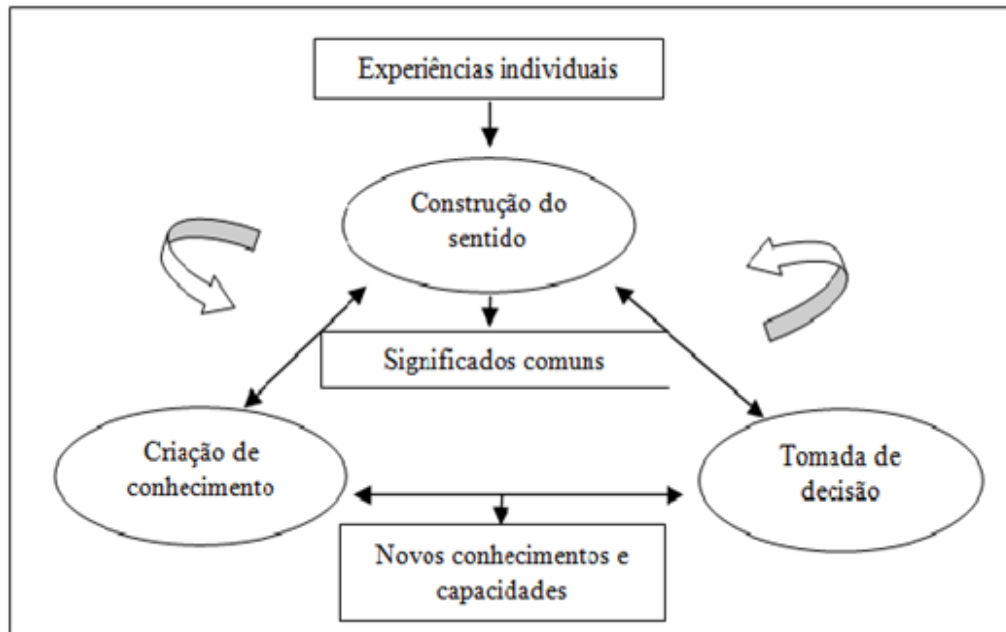 Experiências individuais
Construção do
sentido
Significados comuns
Criação de
conhecimento
Tomada de
decisão
Novos conhecimentos e
capacidades